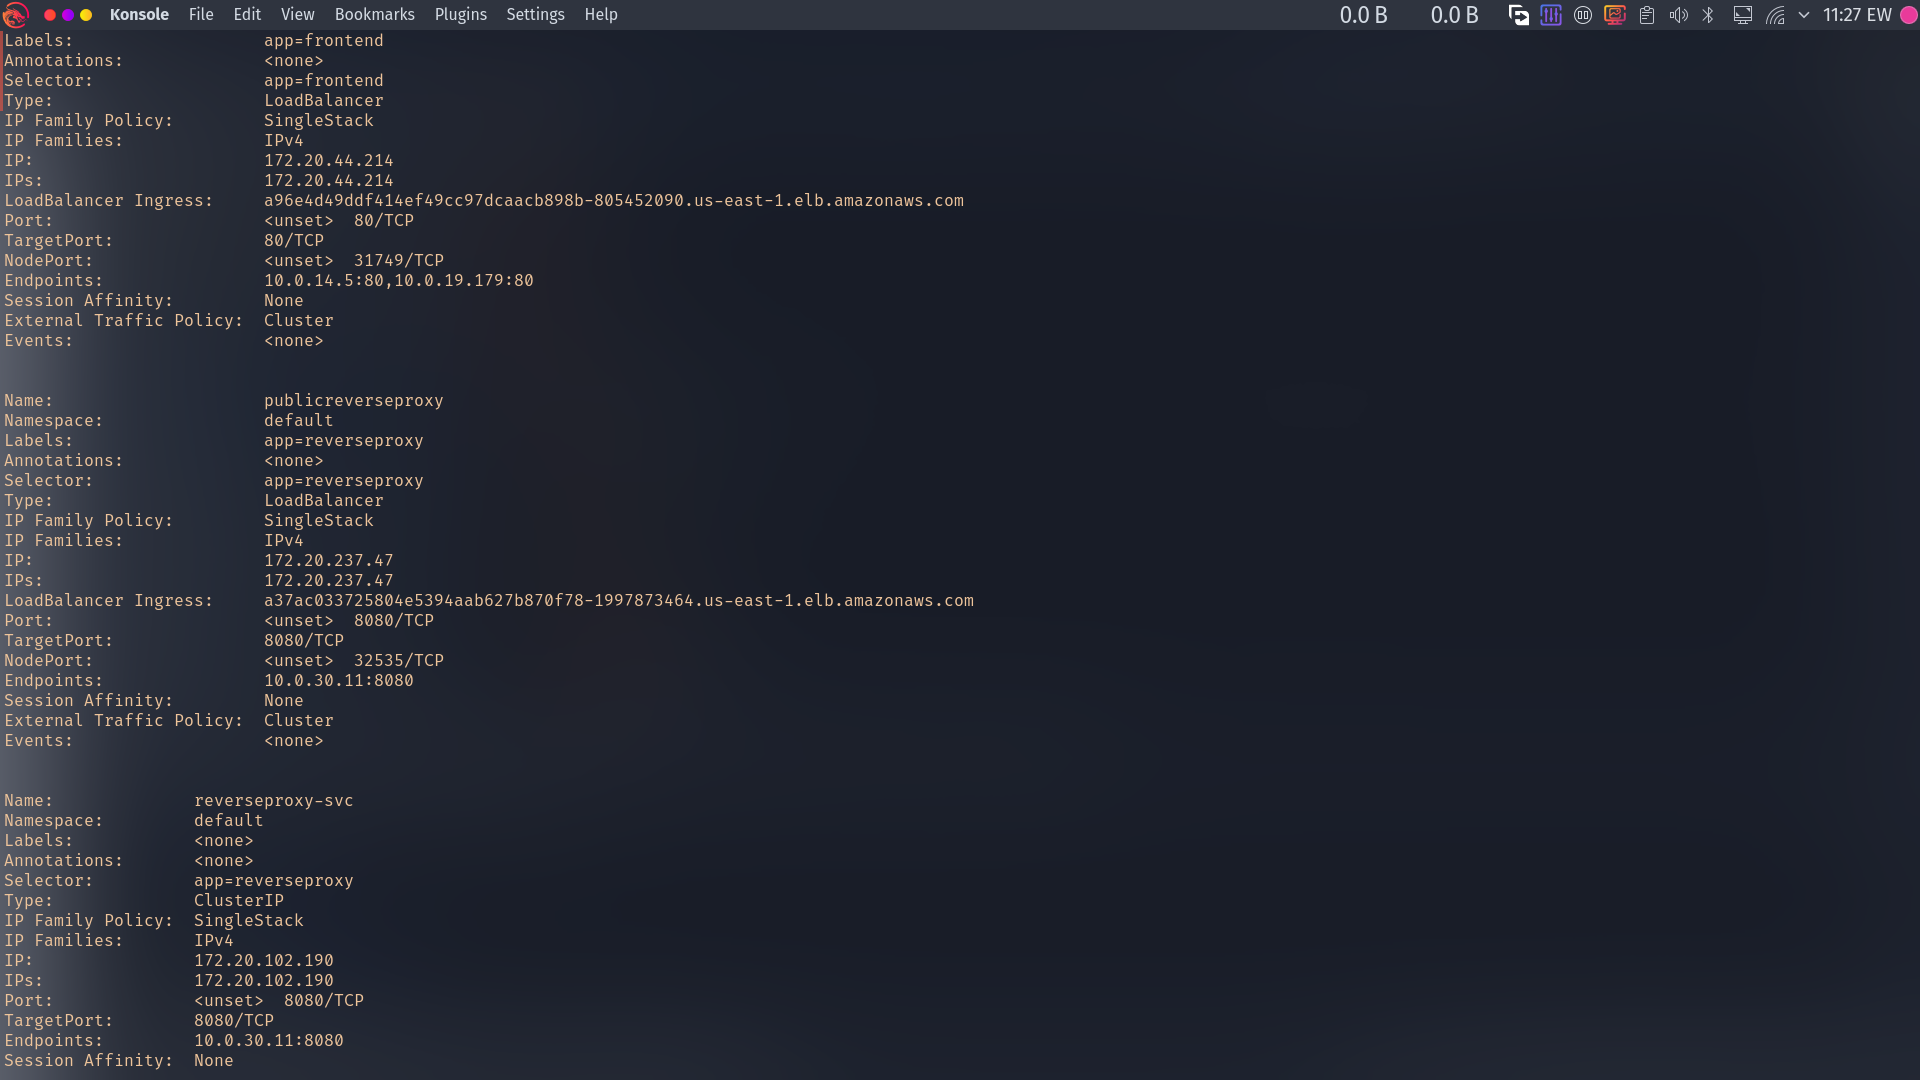 Konsole File Edit View Bookmarks Plugins Settings Help 0.0 B 0.0 B 11:27 EW
Labels: app=frontend
Annotations: <none>
Selector: app=frontend
Type: LoadBalancer
IP Family Policy: SingleStack
IP Families: IPv4
IP: 172.20.44.214
IPs: 172.20.44.214
LoadBalancer Ingress: a96e4d49ddf414ef49cc97dcaacb898b-805452090.us-east-1.elb.amazonaws.com
Port: <unset> 80/TCP
TargetPort: 80/TCP
NodePort: <unset> 31749/TCP
Endpoints: 10.0.14.5:80,10.0.19.179:80
Session Affinity: None
External Traffic Policy: Cluster
Events: <none>
Name: publicreverseproxy
Namespace: default
Labels: app=reverseproxy
Annotations: <none>
Selector: app=reverseproxy
Type: LoadBalancer
IP Family Policy: SingleStack
IP Families: IPv4
IP: 172.20.237.47
IPs: 172.20.237.47
LoadBalancer Ingress: a37ac033725804e5394aab627b870f78-1997873464.us-east-1.elb.amazonaws.com
Port: <unset> 8080/TCP
TargetPort: 8080/TCP
NodePort: <unset> 32535/TCP
Endpoints: 10.0.30.11:8080
Session Affinity: None
External Traffic Policy: Cluster
Events: <none>
Name: reverseproxy-svc
Namespace: default
Labels: <none>
Annotations: <none>
Selector: app=reverseproxy
Type: ClusterIP
IP Family Policy: SingleStack
IP Families: IPv4
IP: 172.20.102.190
IPs: 172.20.102.190
Port: <unset> 8080/TCP
TargetPort: 8080/TCP
Endpoints: 10.0.30.11:8080
Session Affinity: None